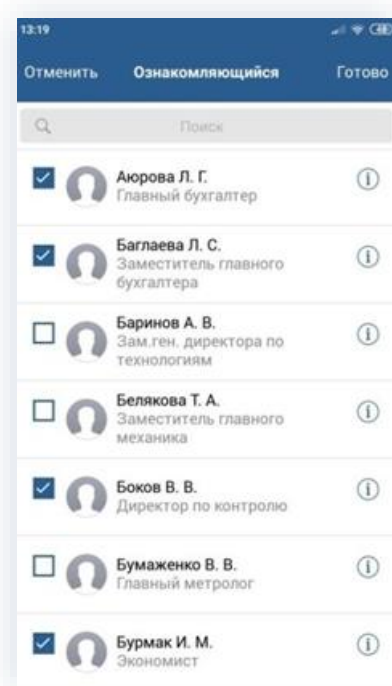 13:19
Отменить Ознакомляющийся Готово
Поиск
Аюрова Л. Г.
Главный бухгалтер
Баглаева Л. С.
Заместитель главного
бухгалтера
Баринов А. В.
Зам.ген. директора по
технологиям
Белякова Т. А.
Заместитель главного
механика
Боков В. В.
Директор по контролю
Бумаженко В. В.
Главный метролог
Бурмак И. М.
Экономист